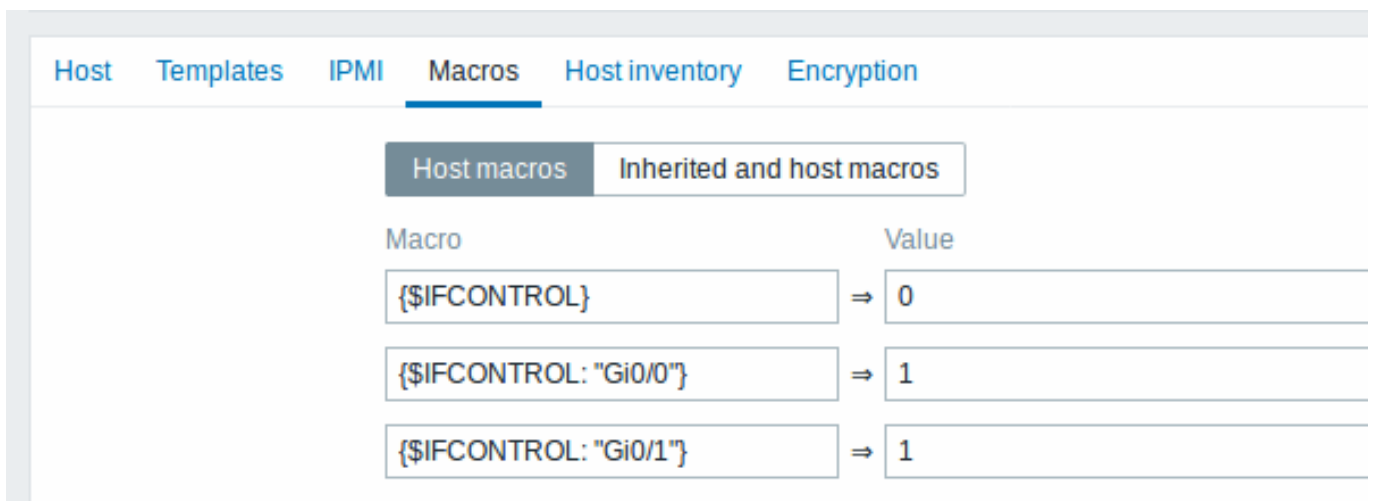 Host Templates IPMI Macros Host inventory Encryption
Host macros Inherited and host macros
Macro Value
{$IFCONTROL} ⇒ 0
{$IFCONTROL: "Gi0/0"} ⇒ 1
{$IFCONTROL: "Gi0/1"} ⇒ 1